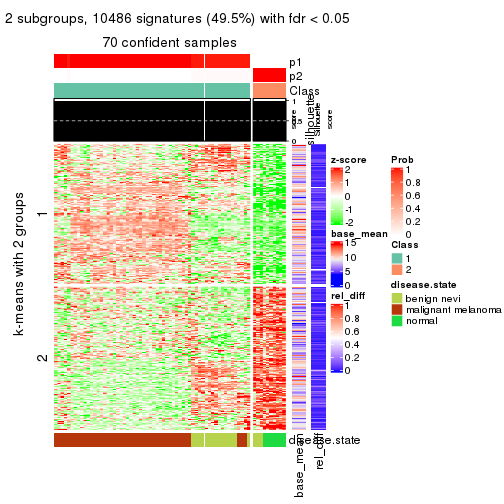 2 subgroups, 10486 signatures (49.5%) with fdr < 0.05
70 confident samples
p1
p2
Class
1
0.5
0
silhouette
score
k-means with 2 groups
1
2
z-score
2
1
0
-1
-2
base_mean
15
10
5
0
rel_diff
1
0.8
0.6
0.4
0.2
0
Prob
1
0.8
0.6
0.4
0.2
0
Class
1
2
disease.state
benign nevi
malignant melanoma
normal
disease.state
base_mean
rel_diff